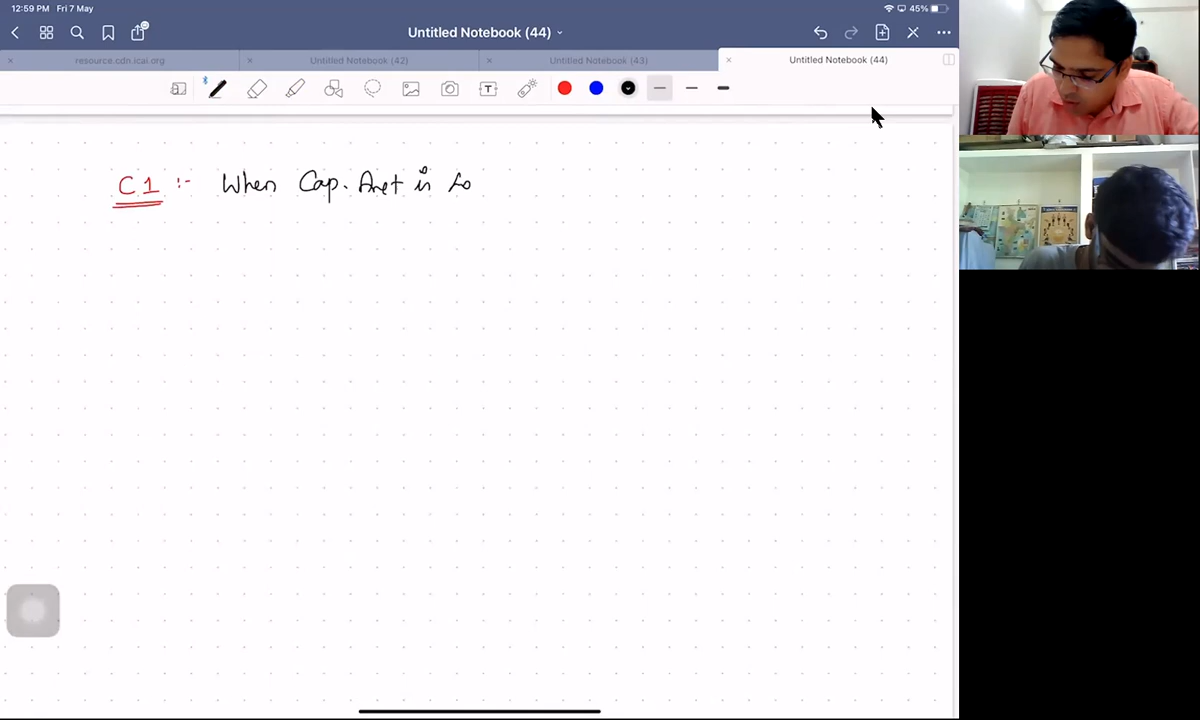 12:59 PM Fri 7 May
45%
Untitled Notebook (44)
resource.cdn.icai.org
Untitled Notebook (42)
Untitled Notebook (43)
Untitled Notebook (44)
T
C1 :- When Cap. Asset is so